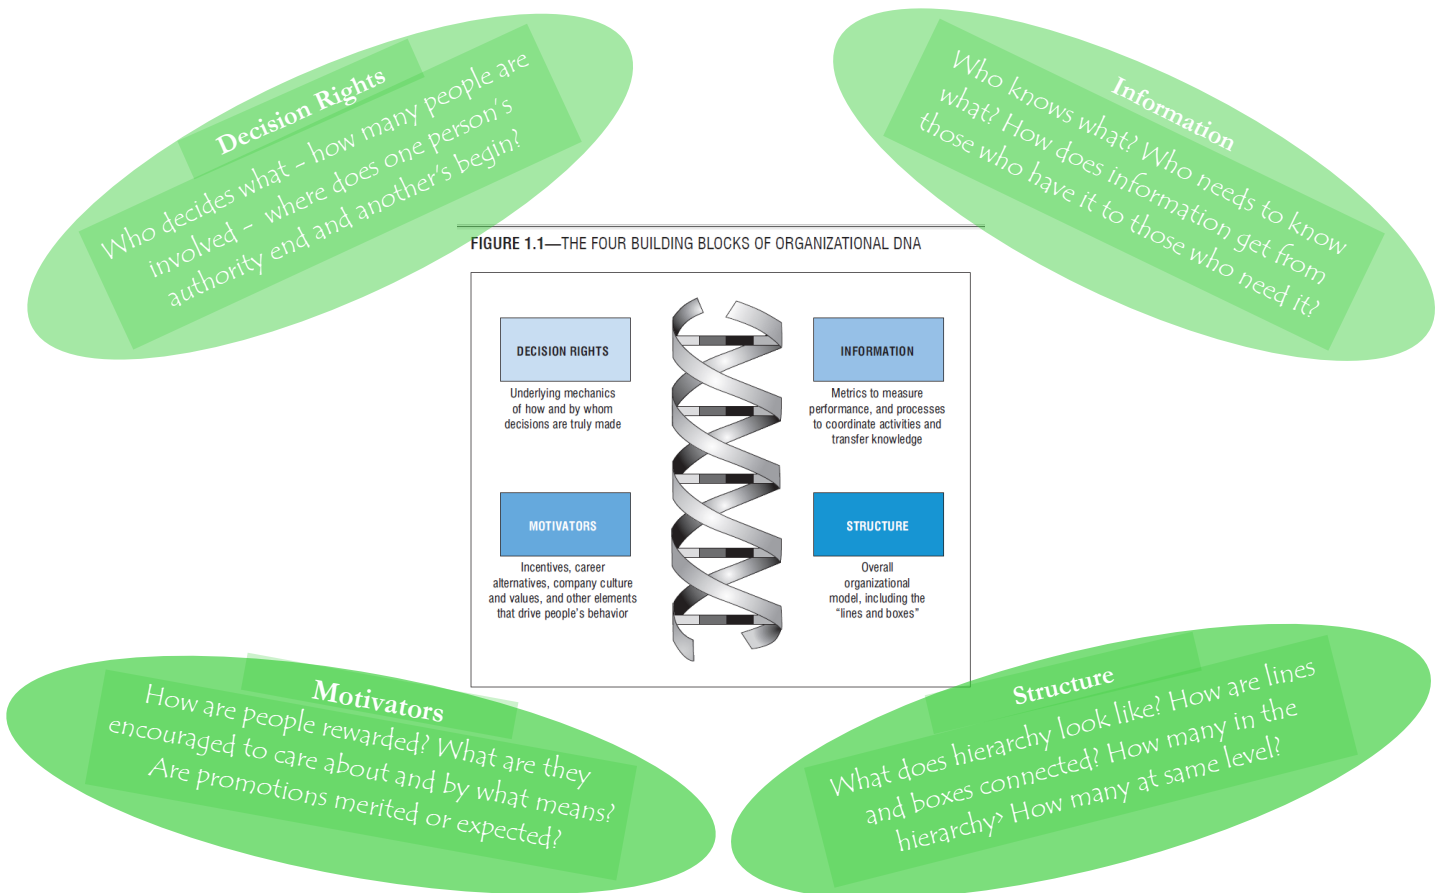 Decision Rights
Who decides what – how many people are
involved – where does one person's
authority end and another's begin?
Information
Who knows what? Who needs to know
what? How does information get from
those who have it to those who need it?
FIGURE 1.1—THE FOUR BUILDING BLOCKS OF ORGANIZATIONAL DNA
DECISION RIGHTS
Underlying mechanics
of how and by whom
decisions are truly made
INFORMATION
Metrics to measure
performance, and processes
to coordinate activities and
transfer knowledge
MOTIVATORS
Incentives, career
alternatives, company culture
and values, and other elements
that drive people's behavior
STRUCTURE
Overall
organizational
model, including the
“lines and boxes”
Motivators
How are people rewarded? What are they
encouraged to care about and by what means?
Are promotions merited or expected?
Structure
What does hierarchy look like? How are lines
and boxes connected? How many in the
hierarchy? How many at same level?